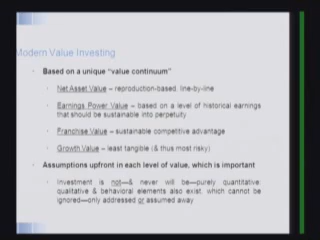 Modern Value Investing
Based on a unique "value continuum"
Net Asset Value – reproduction-based, line-by-line
Earnings Power Value – based on a level of historical earnings
that should be sustainable into perpetuity
Franchise Value – sustainable competitive advantage
Growth Value – least tangible (& thus most risky)
Assumptions upfront in each level of value, which is important
Investment is not—& never will be—purely quantitative:
qualitative & behavioral elements also exist, which cannot be
ignored—only addressed or assumed away